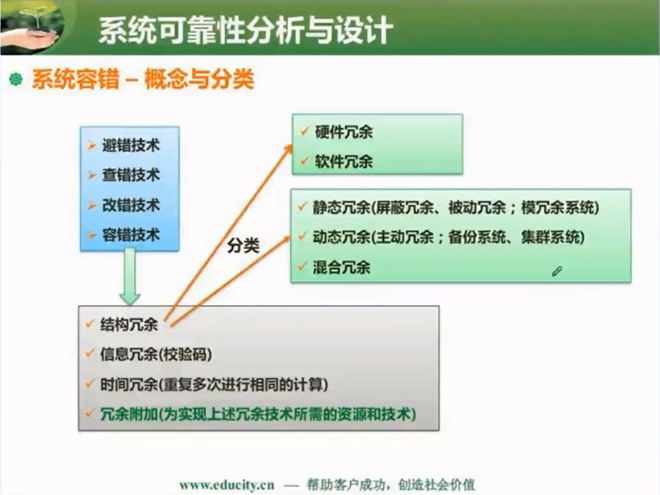 系统可靠性分析与设计
系统容错 – 概念与分类
避错技术
查错技术
改错技术
容错技术
硬件冗余
软件冗余
静态冗余(屏蔽冗余、被动冗余；模冗余系统)
动态冗余(主动冗余；备份系统、集群系统)
混合冗余
分类
结构冗余
信息冗余(校验码)
时间冗余(重复多次进行相同的计算)
冗余附加(为实现上述冗余技术所需的资源和技术)
www.educity.cn — 帮助客户成功，创造社会价值